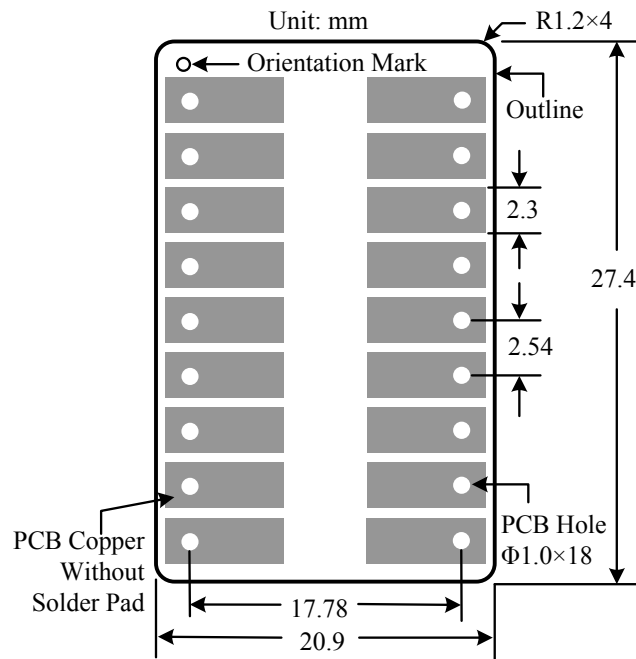 Unit: mm
R1.2×4
Orientation Mark
Outline
2.3
27.4
2.54
PCB Copper
Without
Solder Pad
PCB Hole
Φ1.0×18
17.78
20.9